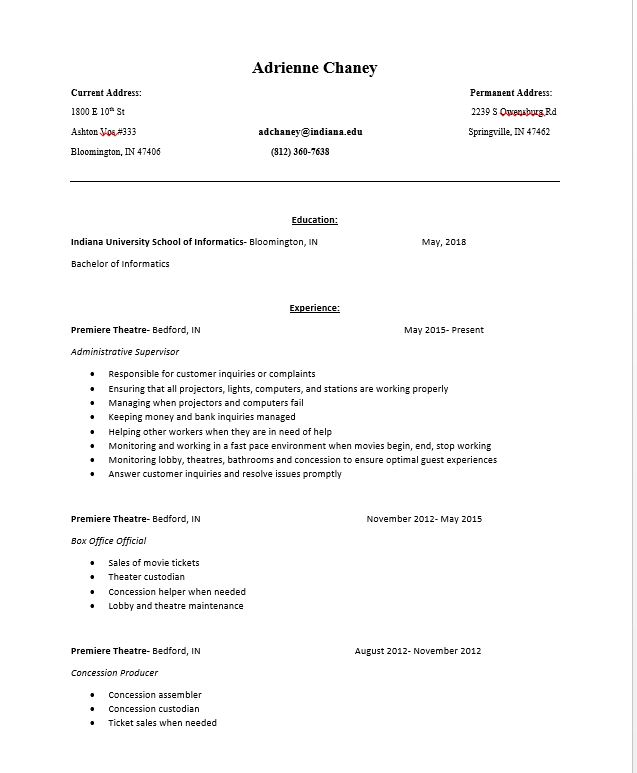 Adrienne Chaney
Current Address: Permanent Address:
1800 E 10th St 2239 S Owensburg Rd
Ashton Vos #333 adchaney@indiana.edu Springville, IN 47462
Bloomington, IN 47406 (812) 360-7638
Education:
Indiana University School of Informatics- Bloomington, IN May, 2018
Bachelor of Informatics
Experience:
Premiere Theatre- Bedford, IN May 2015- Present
Administrative Supervisor
• Responsible for customer inquiries or complaints
• Ensuring that all projectors, lights, computers, and stations are working properly
• Managing when projectors and computers fail
• Keeping money and bank inquiries managed
• Helping other workers when they are in need of help
• Monitoring and working in a fast pace environment when movies begin, end, stop working
• Monitoring lobby, theatres, bathrooms and concession to ensure optimal guest experiences
• Answer customer inquiries and resolve issues promptly
Premiere Theatre- Bedford, IN November 2012- May 2015
Box Office Official
• Sales of movie tickets
• Theater custodian
• Concession helper when needed
• Lobby and theatre maintenance
Premiere Theatre- Bedford, IN August 2012- November 2012
Concession Producer
• Concession assembler
• Concession custodian
• Ticket sales when needed